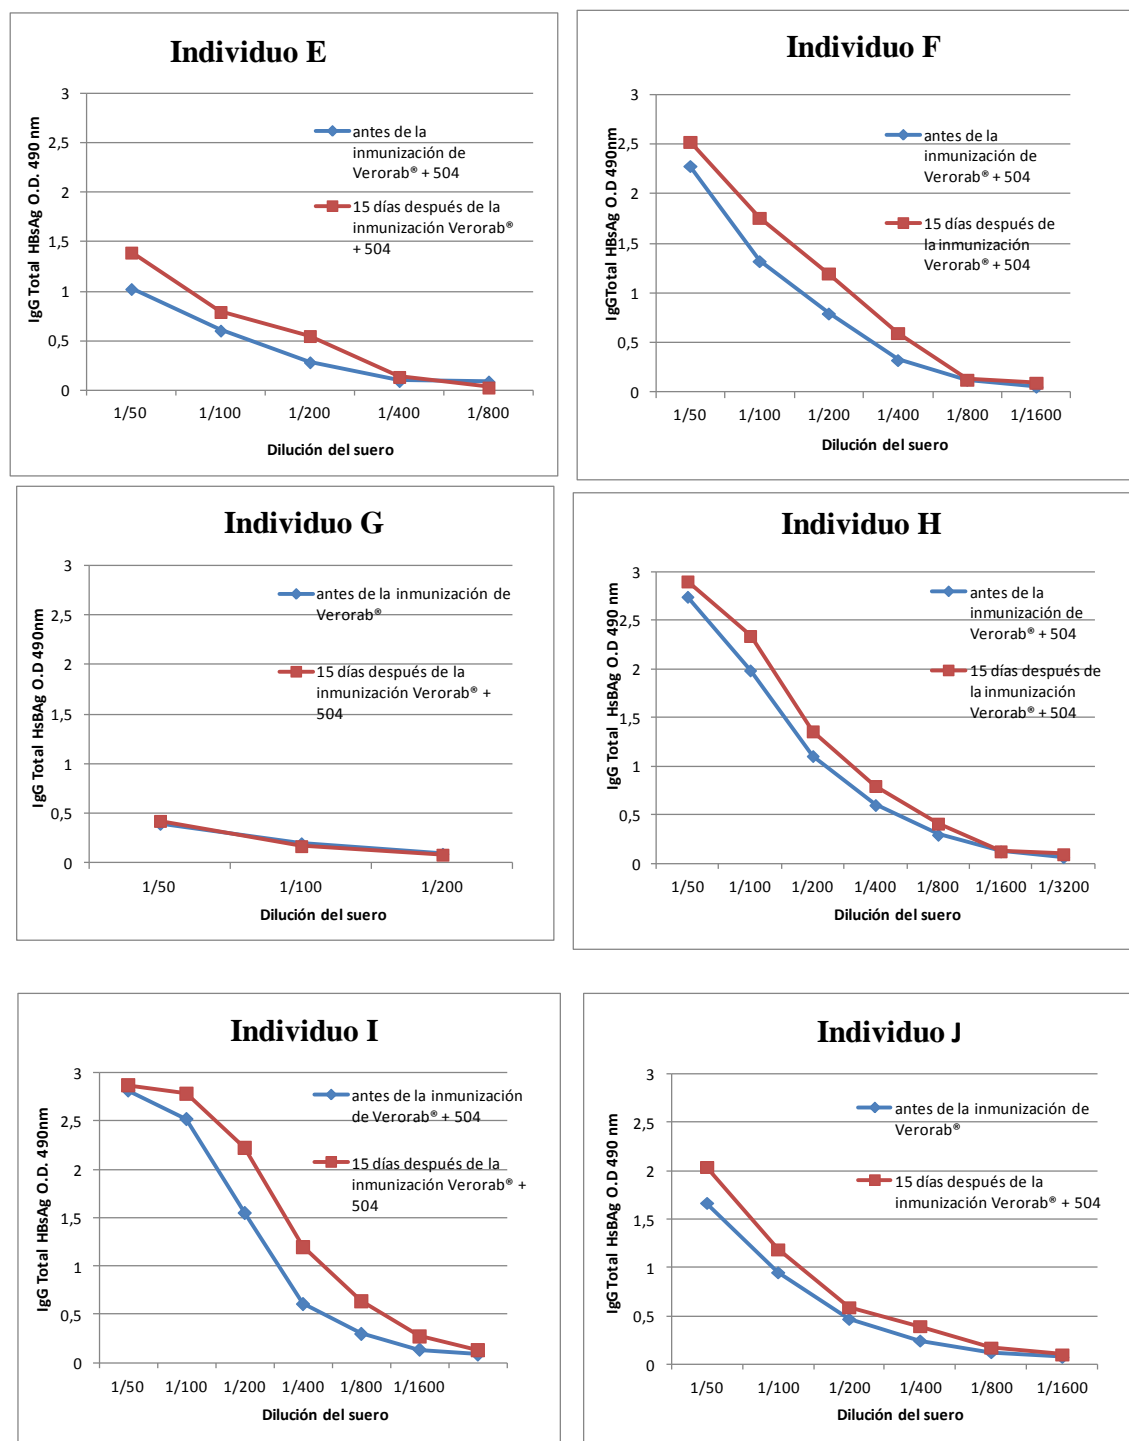 Individuo E
IgG Total HBsAg O.D. 490 nm
3
2,5
2
1,5
1
0,5
0
antes de la
inmunización de
Verorab® + 504
15 días después de la
inmunización Verorab®
+ 504
1/50 1/100 1/200 1/400 1/800
Dilución del suero
Individuo F
IgGTotal HBsAg O.D 490nm
3
2,5
2
1,5
1
0,5
0
antes de la
inmunización de
Verorab® + 504
15 días después de
la inmunización
Verorab® + 504
1/50 1/100 1/200 1/400 1/800 1/1600
Dilución del suero
Individuo G
IgG Total HsBAg O.D 490nm
3
2,5
2
1,5
1
0,5
0
antes de la inmunización de
Verorab®
15 días después de la
inmunización Verorab® +
504
1/50 1/100 1/200
Dilución del suero
Individuo H
IgG Total HsBAg O.D 490 nm
3
2,5
2
1,5
1
0,5
0
antes de la
inmunización de
Verorab® + 504
15 días después de
la inmunización
Verorab® + 504
1/50 1/100 1/200 1/400 1/800 1/1600 1/3200
Dilución del suero
Individuo I
IgG Total HBsAg O.D. 490nm
3
2,5
2
1,5
1
0,5
0
antes de la inmunización
de Verorab® + 504
15 días después de la
inmunización Verorab® +
504
1/50 1/100 1/200 1/400 1/800 1/1600
Dilución del suero
Individuo J
IgG Total HsBAg O.D 490 nm
3
2,5
2
1,5
1
0,5
0
antes de la inmunización de
Verorab®
15 días después de la
inmunización Verorab® + 504
1/50 1/100 1/200 1/400 1/800 1/1600
Dilución del suero